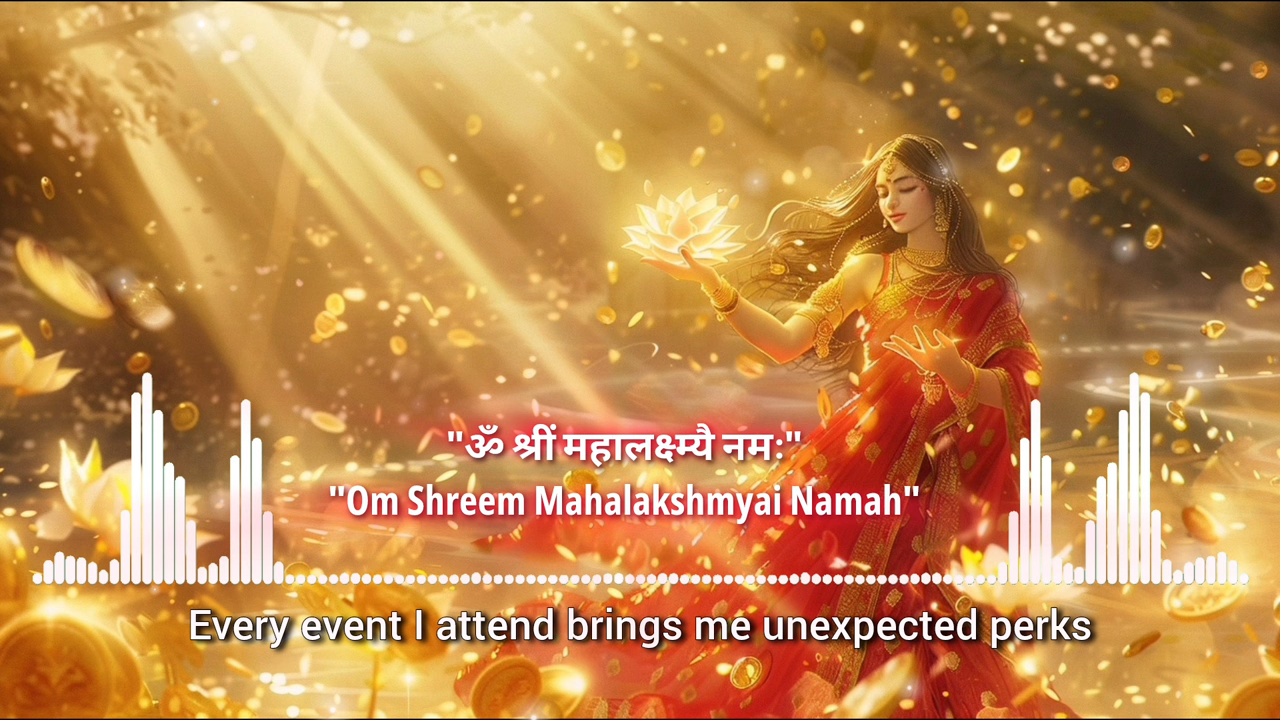 "ॐ श्रीं महालक्ष्म्यै नमः"
"Om Shreem Mahalakshmyai Namah"
Every event I attend brings me unexpected perks